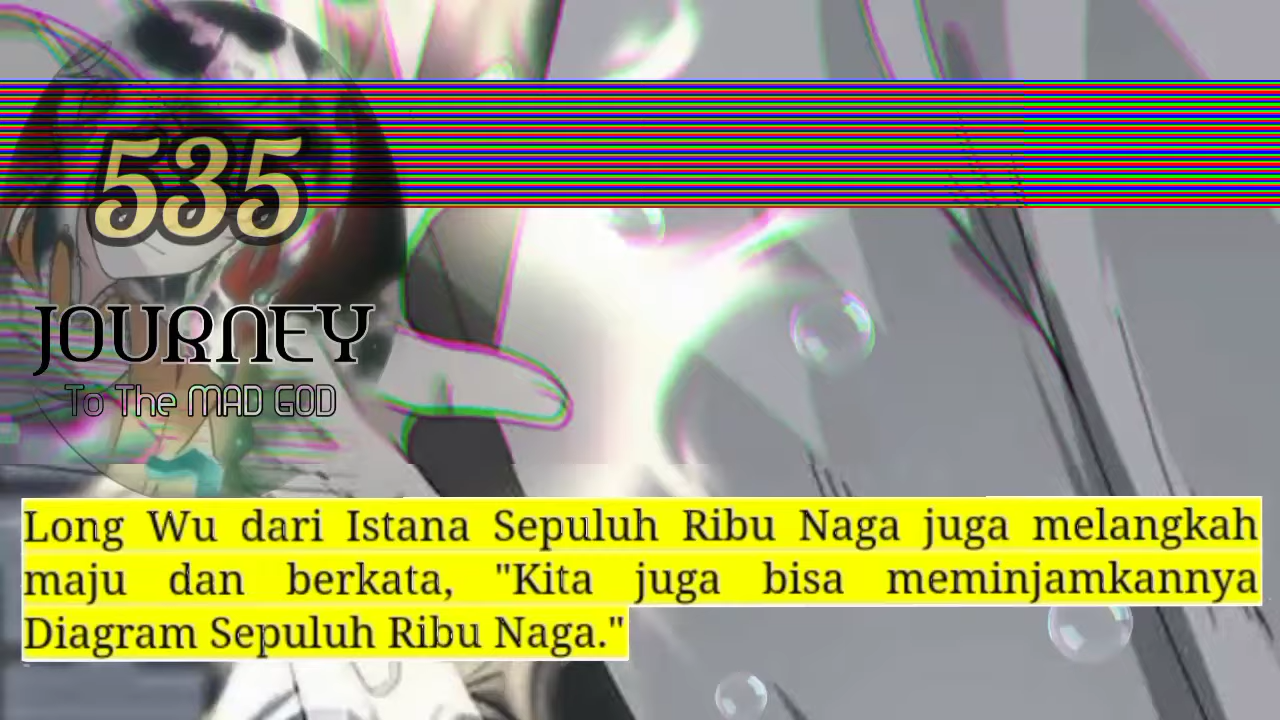 535
JOURNEY
To The MAD GOD
Long Wu dari Istana Sepuluh Ribu Naga juga melangkah
maju dan berkata, "Kita juga bisa meminjamkannya
Diagram Sepuluh Ribu Naga."